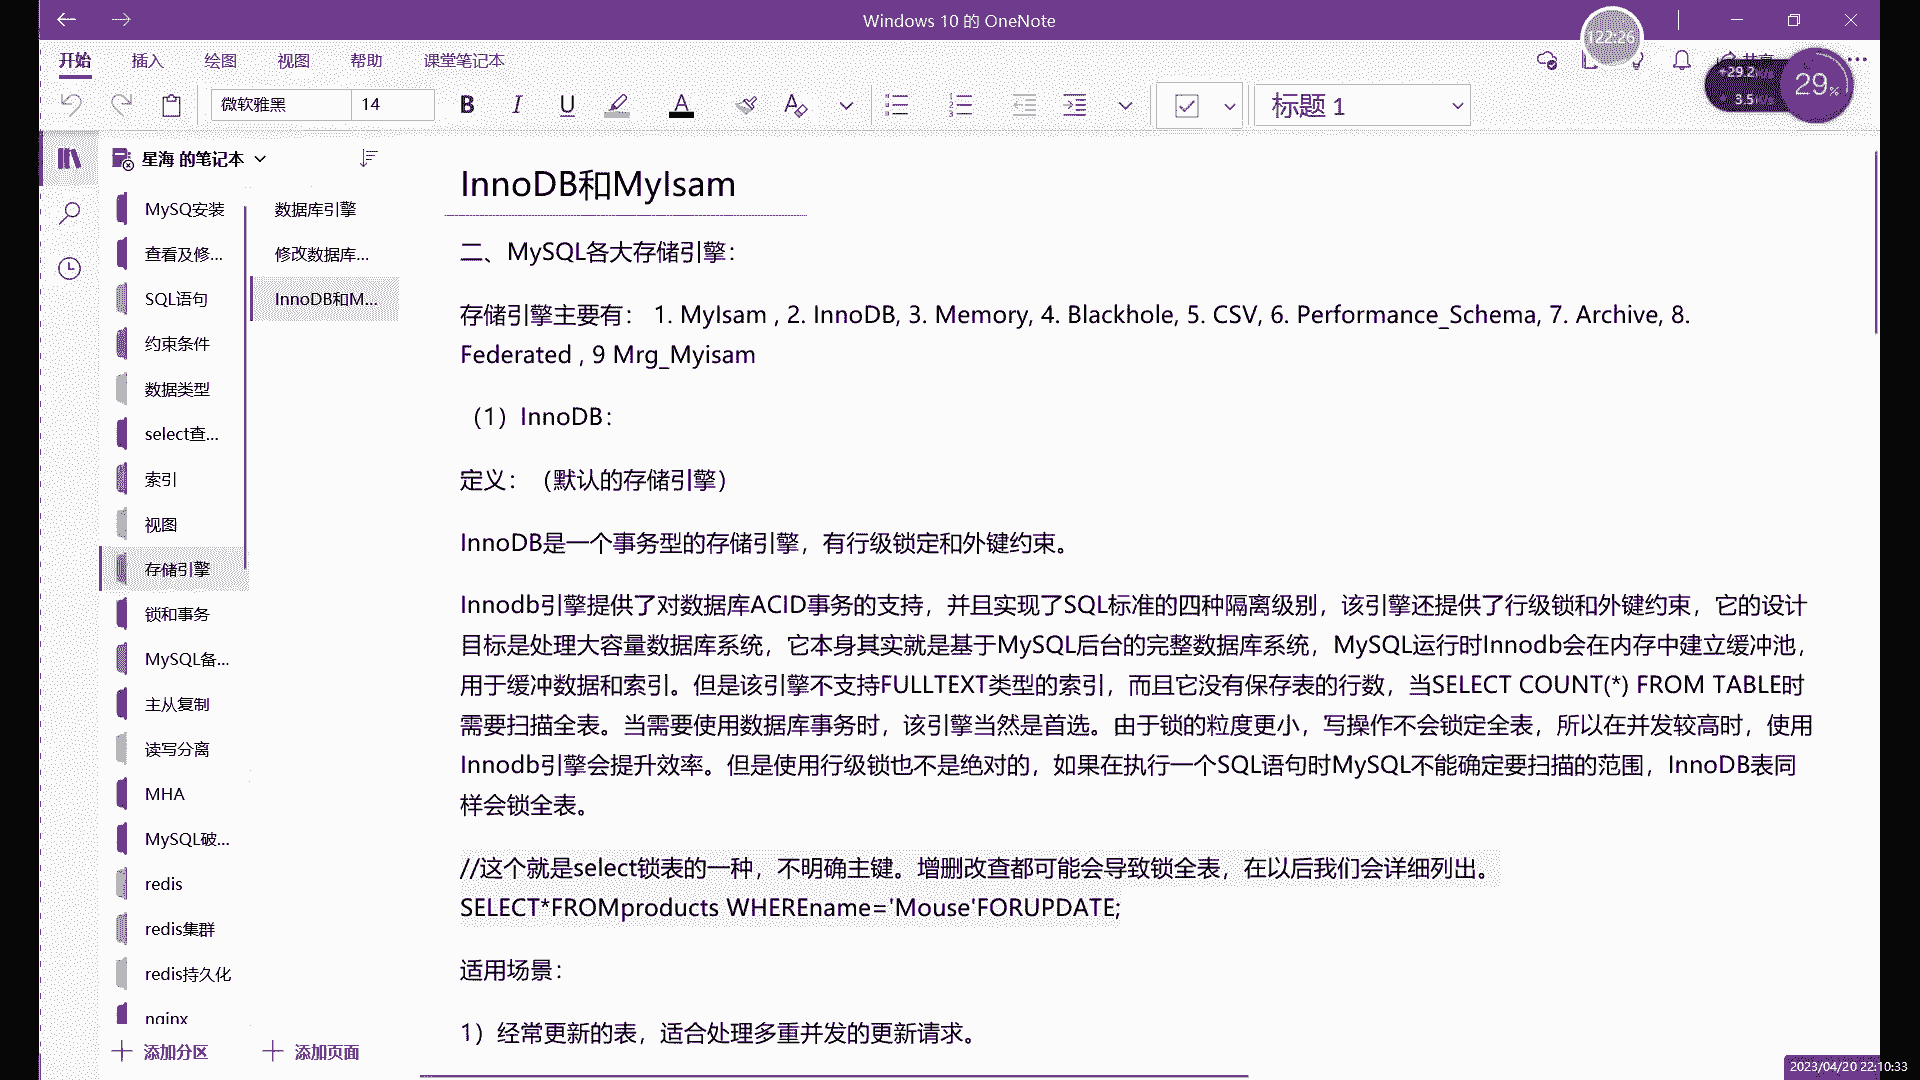 Windows 10 的 OneNote
22:26
开始 插入 绘图 视图 帮助 课堂笔记本
共享
微软雅黑 14 B I U A 标题 1
+29.2
3.5
29%
星海 的笔记本
MySQ安装
查看及修...
SQL语句
约束条件
数据类型
select查...
索引
视图
存储引擎
锁和事务
MySQL备...
主从复制
读写分离
MHA
MySQL破...
redis
redis集群
redis持久化
nginx
添加分区
数据库引擎
修改数据库...
InnoDB和M...
添加页面
InnoDB和MyIsam
二、MySQL各大存储引擎：
存储引擎主要有： 1. MyIsam , 2. InnoDB, 3. Memory, 4. Blackhole, 5. CSV, 6. Performance_Schema, 7. Archive, 8.
Federated , 9 Mrg_Myisam
（1）InnoDB：
定义：（默认的存储引擎）
InnoDB是一个事务型的存储引擎，有行级锁定和外键约束。
Innodb引擎提供了对数据库ACID事务的支持，并且实现了SQL标准的四种隔离级别，该引擎还提供了行级锁和外键约束，它的设计
目标是处理大容量数据库系统，它本身其实就是基于MySQL后台的完整数据库系统，MySQL运行时Innodb会在内存中建立缓冲池，
用于缓冲数据和索引。但是该引擎不支持FULLTEXT类型的索引，而且它没有保存表的行数，当SELECT COUNT(*) FROM TABLE时
需要扫描全表。当需要使用数据库事务时，该引擎当然是首选。由于锁的粒度更小，写操作不会锁定全表，所以在并发较高时，使用
Innodb引擎会提升效率。但是使用行级锁也不是绝对的，如果在执行一个SQL语句时MySQL不能确定要扫描的范围，InnoDB表同
样会锁全表。
//这个就是select锁表的一种，不明确主键。增删改查都可能会导致锁全表，在以后我们会详细列出。
SELECT*FROMproducts WHEREname='Mouse'FORUPDATE;
适用场景：
1）经常更新的表，适合处理多重并发的更新请求。
2023/04/20 22:10:33